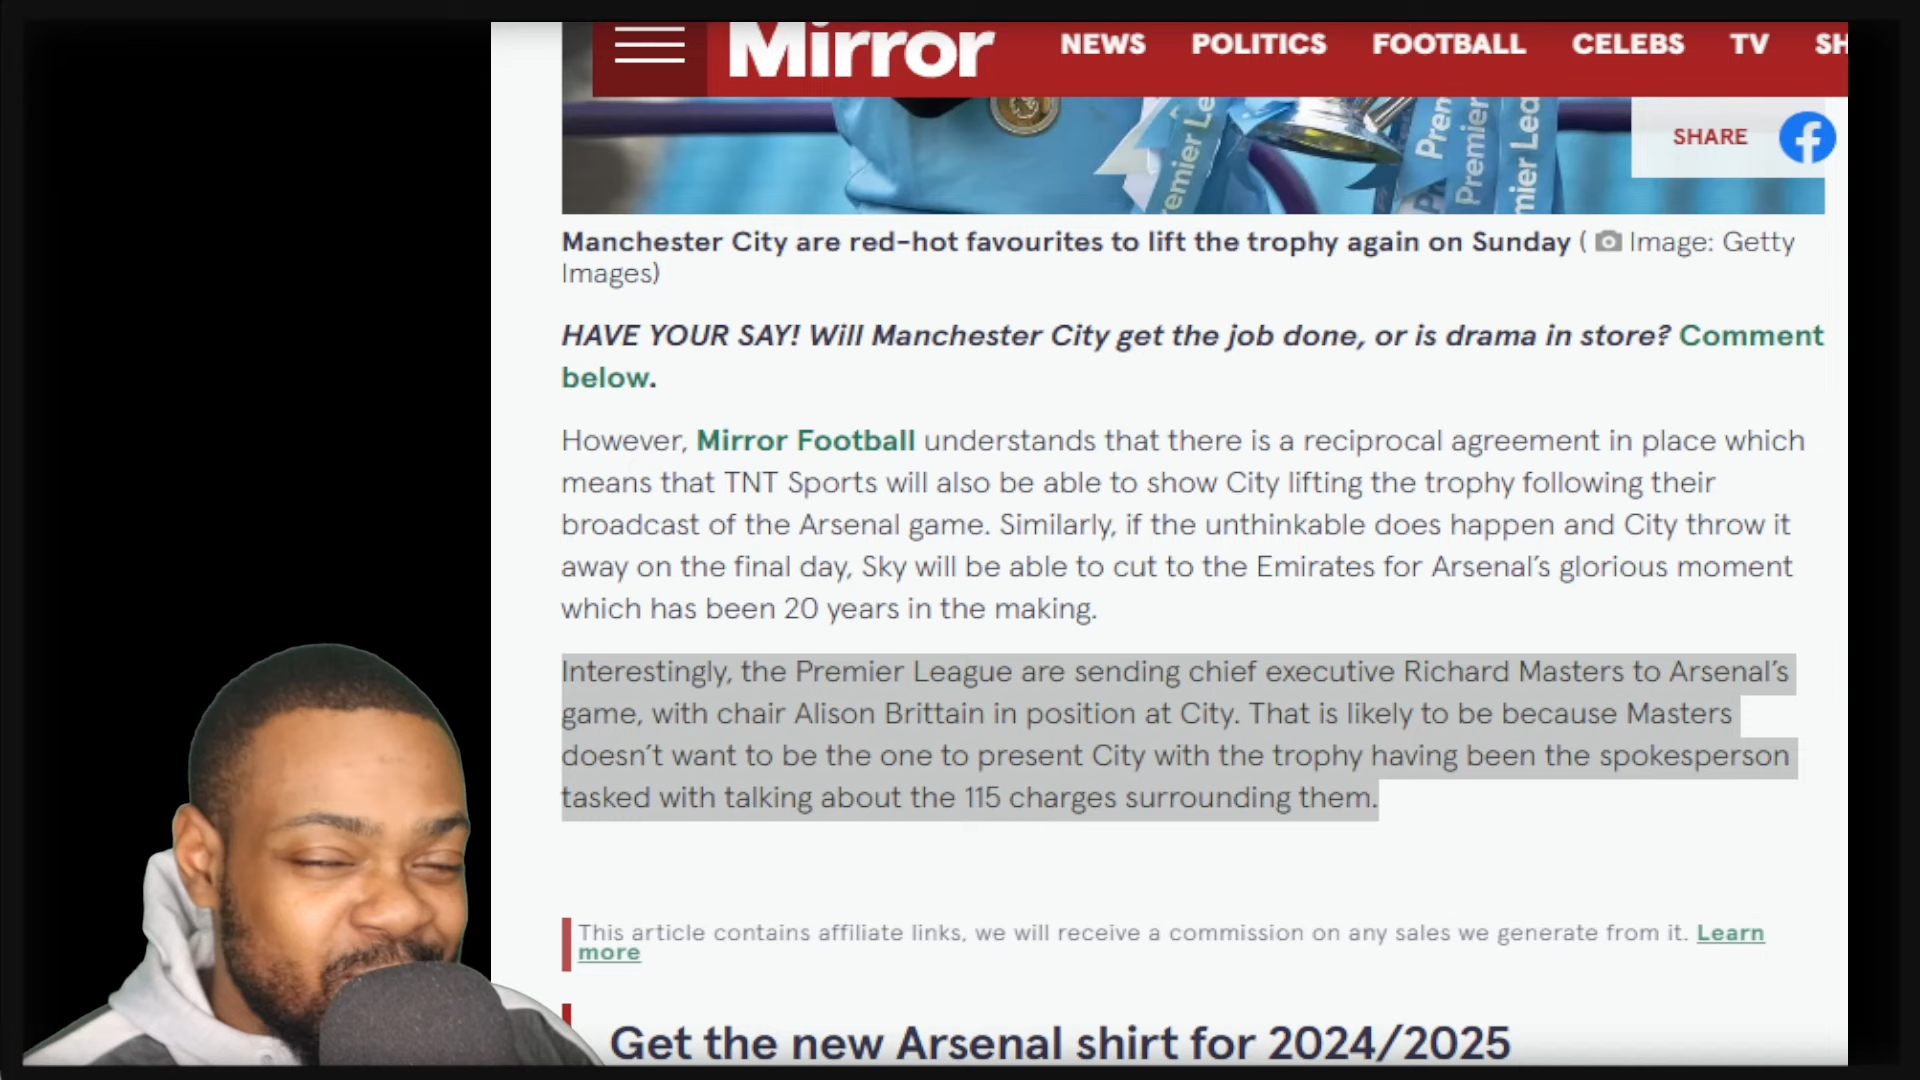 Mirror
NEWS POLITICS FOOTBALL CELEBS TV SH
emier Le
Prem
Premier
mier Lea
SHARE
Manchester City are red-hot favourites to lift the trophy again on Sunday ( Image: Getty
Images)
HAVE YOUR SAY! Will Manchester City get the job done, or is drama in store? Comment
below.
However, Mirror Football understands that there is a reciprocal agreement in place which
means that TNT Sports will also be able to show City lifting the trophy following their
broadcast of the Arsenal game. Similarly, if the unthinkable does happen and City throw it
away on the final day, Sky will be able to cut to the Emirates for Arsenal’s glorious moment
which has been 20 years in the making.
Interestingly, the Premier League are sending chief executive Richard Masters to Arsenal’s
game, with chair Alison Brittain in position at City. That is likely to be because Masters
doesn’t want to be the one to present City with the trophy having been the spokesperson
tasked with talking about the 115 charges surrounding them.
This article contains affiliate links, we will receive a commission on any sales we generate from it. Learn
more
Get the new Arsenal shirt for 2024/2025